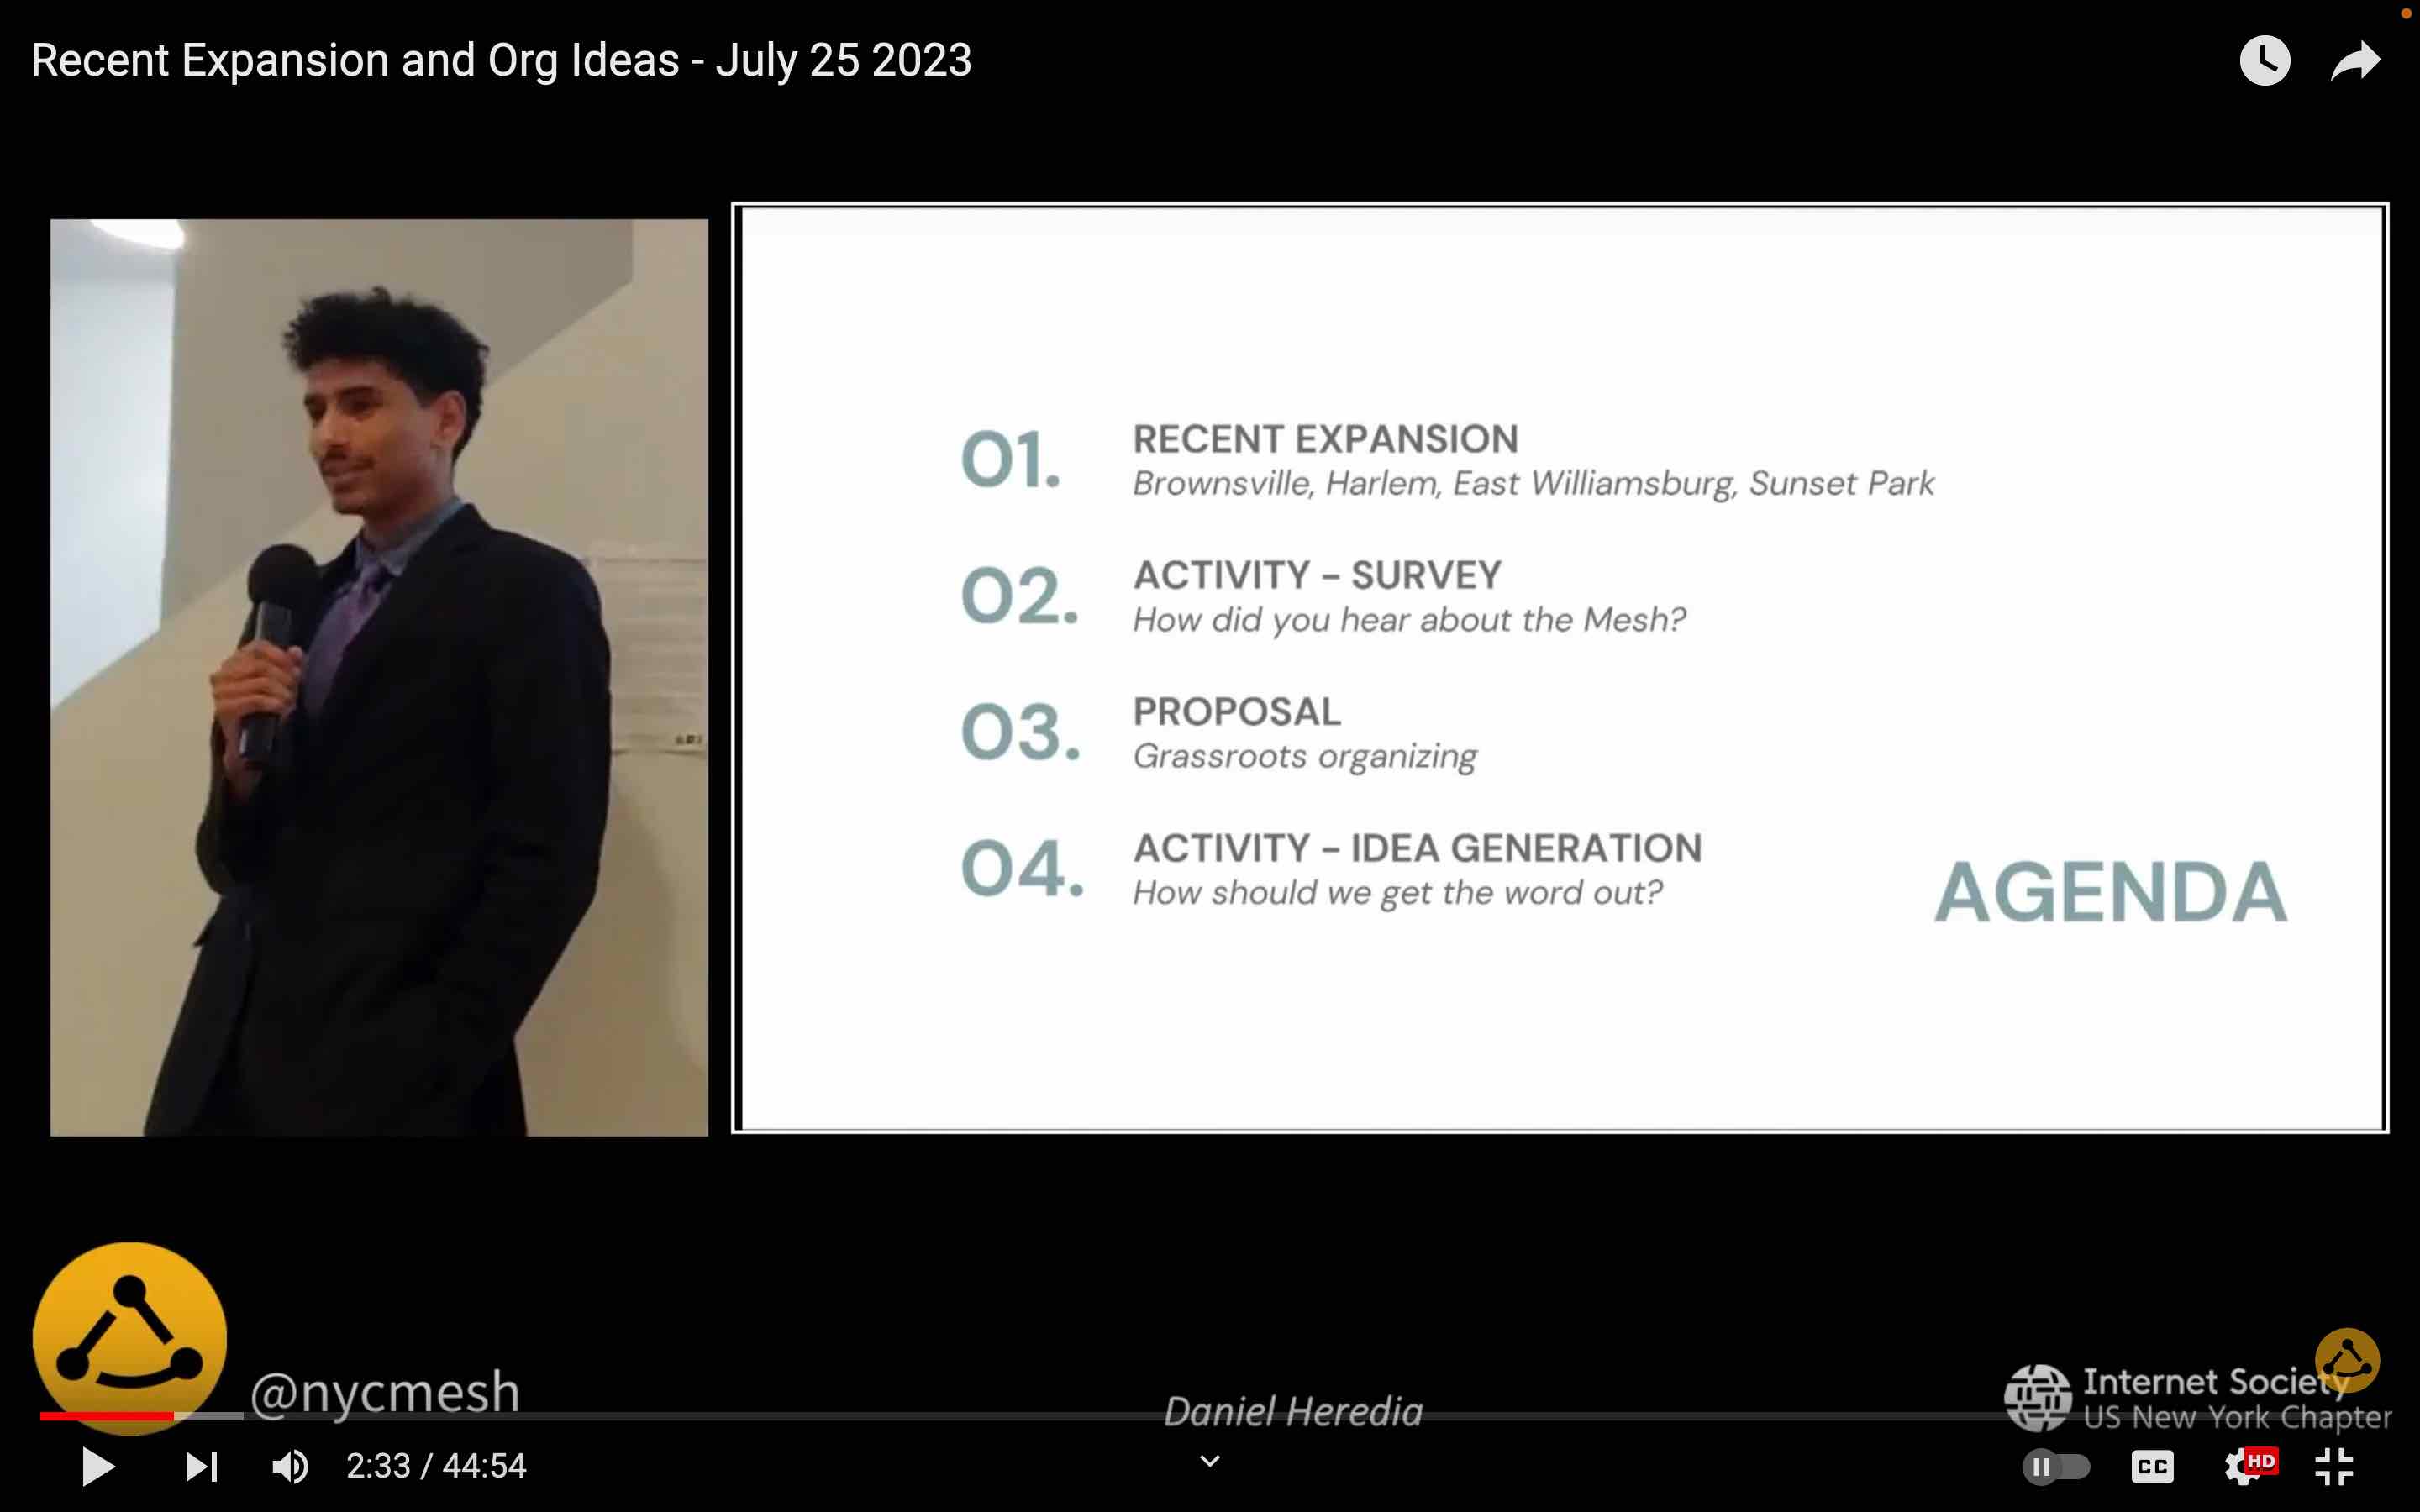 Recent Expansion and Org Ideas - July 25 2023
01.
RECENT EXPANSION
Brownsville, Harlem, East Williamsburg, Sunset Park
02.
ACTIVITY – SURVEY
How did you hear about the Mesh?
03.
PROPOSAL
Grassroots organizing
04.
ACTIVITY – IDEA GENERATION
How should we get the word out?
AGENDA
@nycmesh
Daniel Heredia
Internet Society
US New York Chapter
2:33 / 44:54
CC
HD